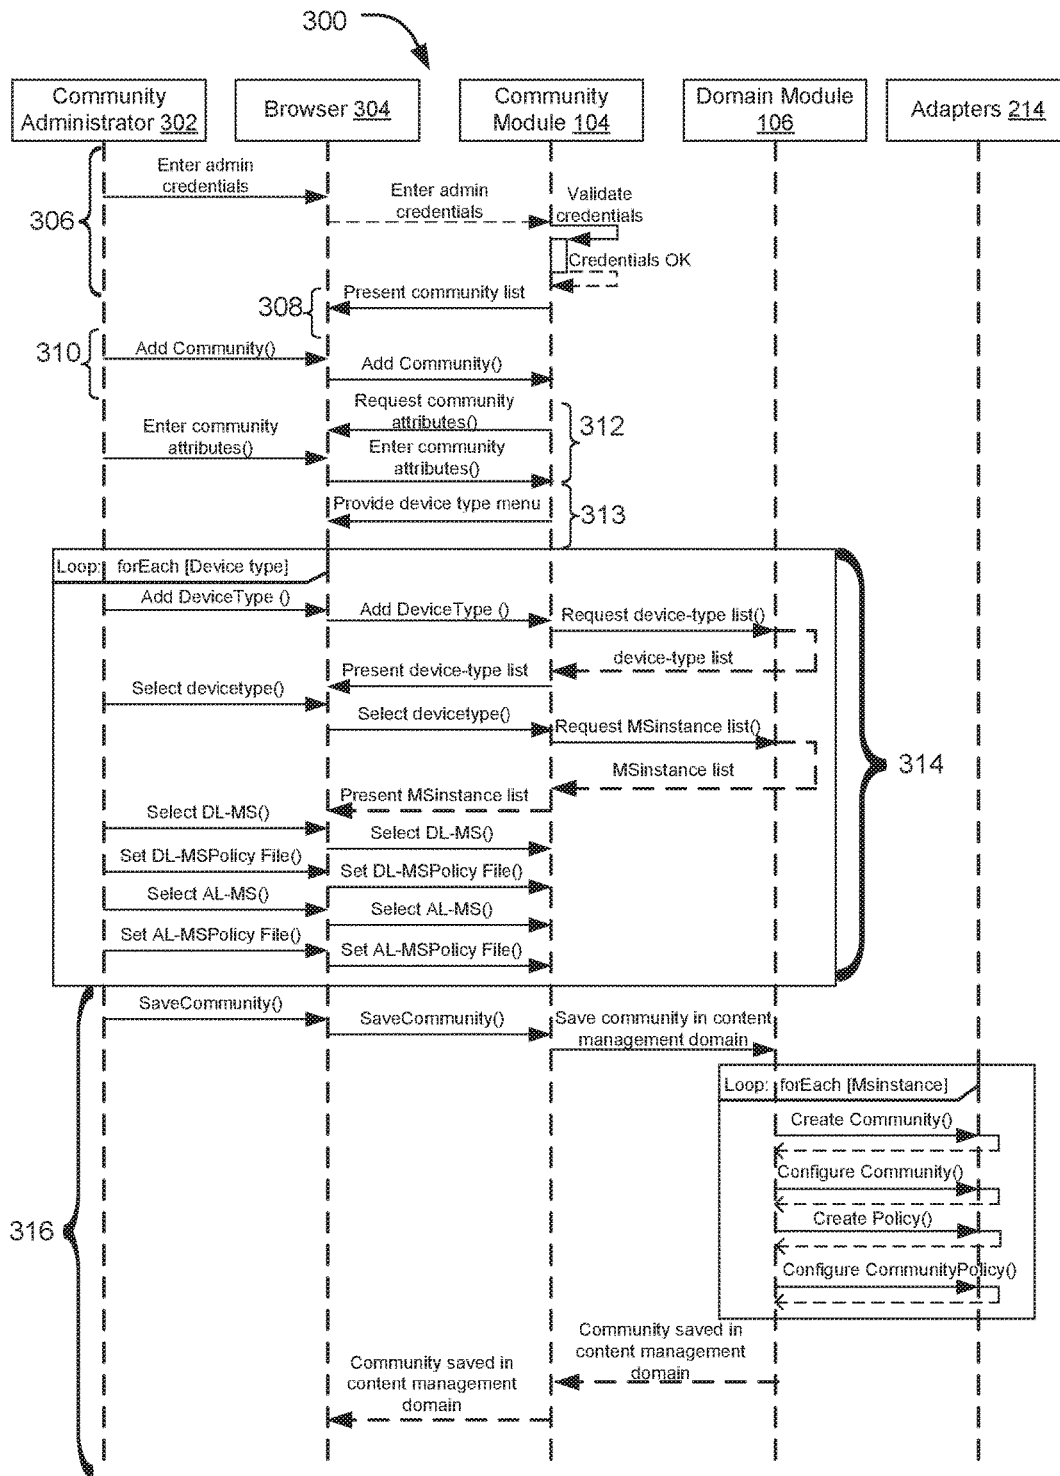 300
Community
Administrator 302
Browser 304
Community
Module 104
Domain Module
106
Adapters 214
306
Enter admin
credentials
Enter admin
credentials
Validate
credentials
Credentials OK
308
Present community list
310
Add Community()
Add Community()
Request community
attributes()
312
Enter community
attributes()
Enter community
attributes()
Provide device type menu
313
Loop: forEach [Device type]
Add DeviceType ()
Add DeviceType ()
Request device-type list()
device-type list
Present device-type list
Select devicetype()
Select devicetype()
Request MSinstance list()
MSinstance list
314
Present MSinstance list
Select DL-MS()
Select DL-MS()
Set DL-MSPolicy File()
Set DL-MSPolicy File()
Select AL-MS()
Select AL-MS()
Set AL-MSPolicy File()
Set AL-MSPolicy File()
SaveCommunity()
SaveCommunity()
Save community in content
management domain
Loop: forEach [Msinstance]
Create Community()
Configure Community()
Create Policy()
316
Configure CommunityPolicy()
Community saved in
content management
domain
Community saved in
content management
domain